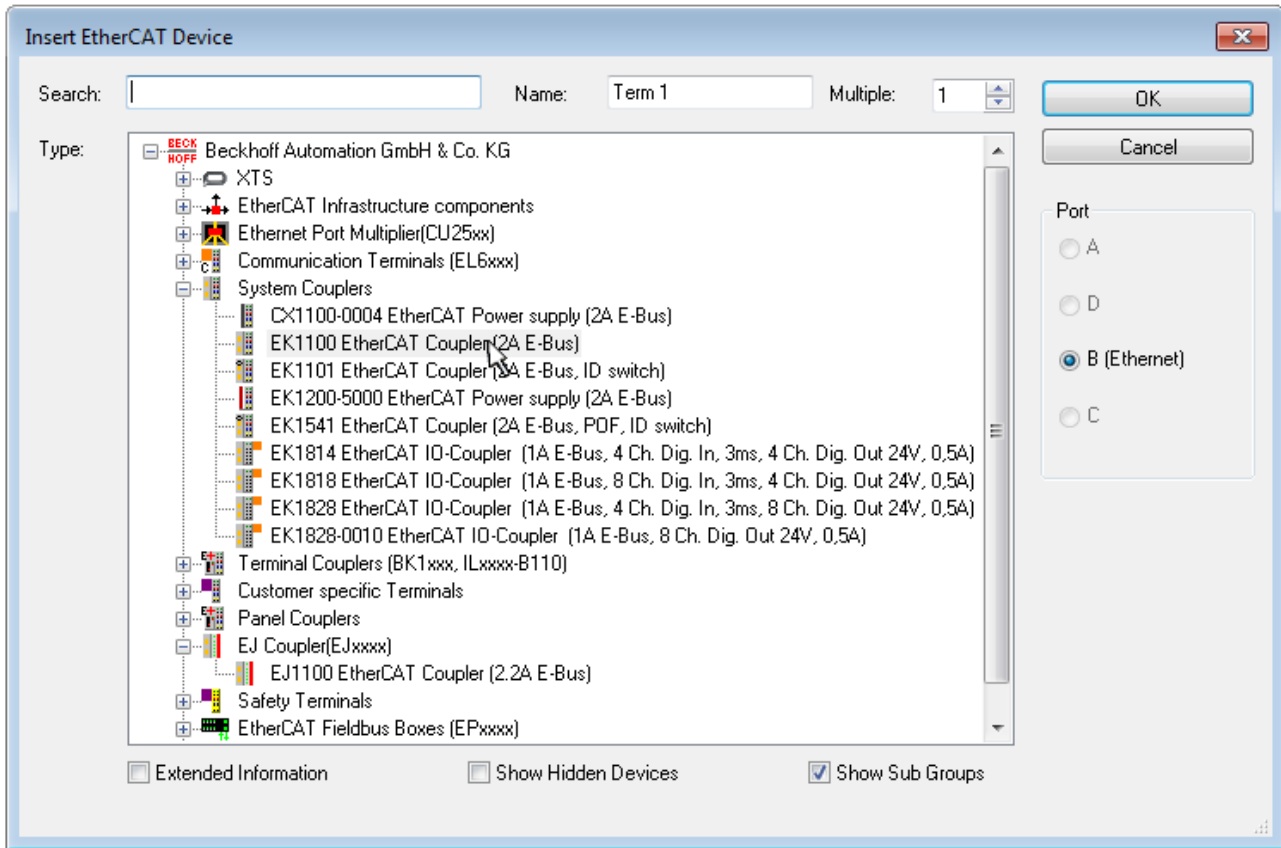 Insert EtherCAT Device
Search: Name: Term 1 Multiple: 1 OK
Cancel
Type:
BECK
HOFF Beckhoff Automation GmbH & Co. KG
XTS
EtherCAT Infrastructure components
Ethernet Port Multiplier(CU25xx)
Communication Terminals (EL6xxx)
System Couplers
CX1100-0004 EtherCAT Power supply (2A E-Bus)
EK1100 EtherCAT Coupler (2A E-Bus)
EK1101 EtherCAT Coupler (2A E-Bus, ID switch)
EK1200-5000 EtherCAT Power supply (2A E-Bus)
EK1541 EtherCAT Coupler (2A E-Bus, POF, ID switch)
EK1814 EtherCAT IO-Coupler (1A E-Bus, 4 Ch. Dig. In, 3ms, 4 Ch. Dig. Out 24V, 0,5A)
EK1818 EtherCAT IO-Coupler (1A E-Bus, 8 Ch. Dig. In, 3ms, 4 Ch. Dig. Out 24V, 0,5A)
EK1828 EtherCAT IO-Coupler (1A E-Bus, 4 Ch. Dig. In, 3ms, 8 Ch. Dig. Out 24V, 0,5A)
EK1828-0010 EtherCAT IO-Coupler (1A E-Bus, 8 Ch. Dig. Out 24V, 0,5A)
Terminal Couplers (BK1xxx, ILxxxx-B110)
Customer specific Terminals
Panel Couplers
EJ Coupler(EJxxxx)
EJ1100 EtherCAT Coupler (2.2A E-Bus)
Safety Terminals
EtherCAT Fieldbus Boxes (EPxxxx)
Port
A
D
B (Ethernet)
C
Extended Information Show Hidden Devices Show Sub Groups